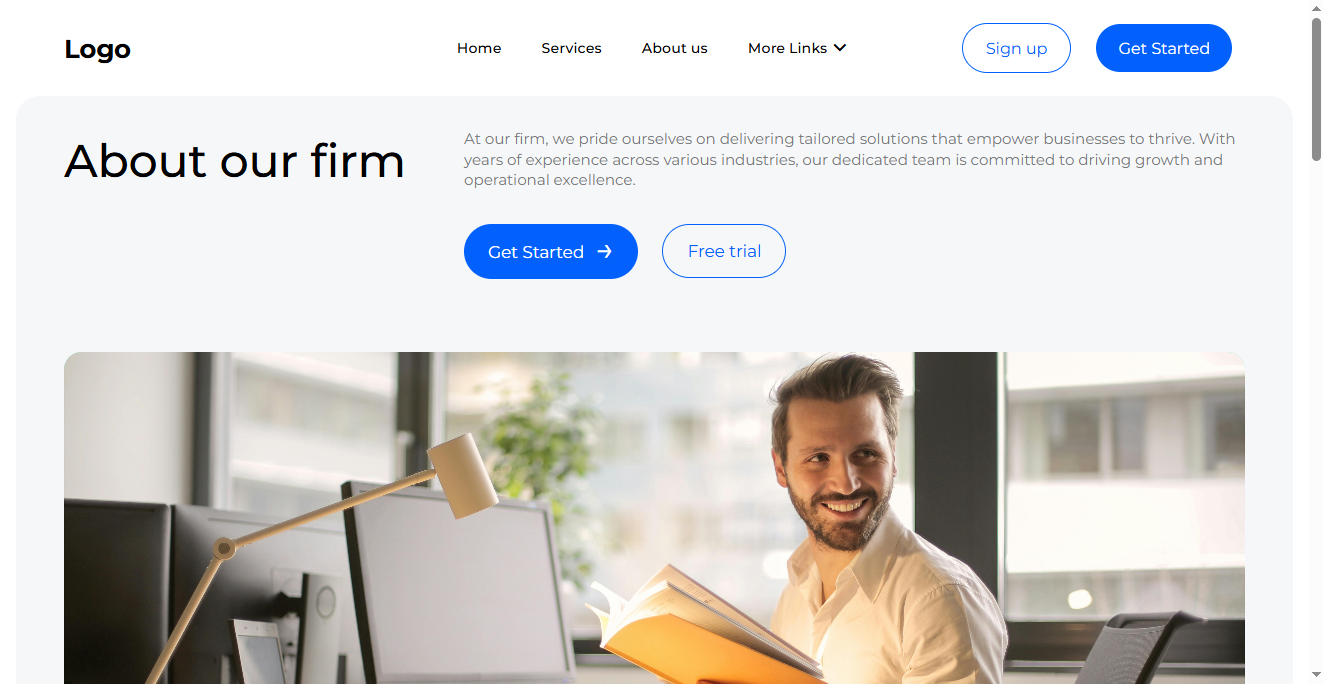 Logo
Home
Services
About us
More Links
Sign up
Get Started
About our firm
At our firm, we pride ourselves on delivering tailored solutions that empower businesses to thrive. With
years of experience across various industries, our dedicated team is committed to driving growth and
operational excellence.
Get Started
Free trial